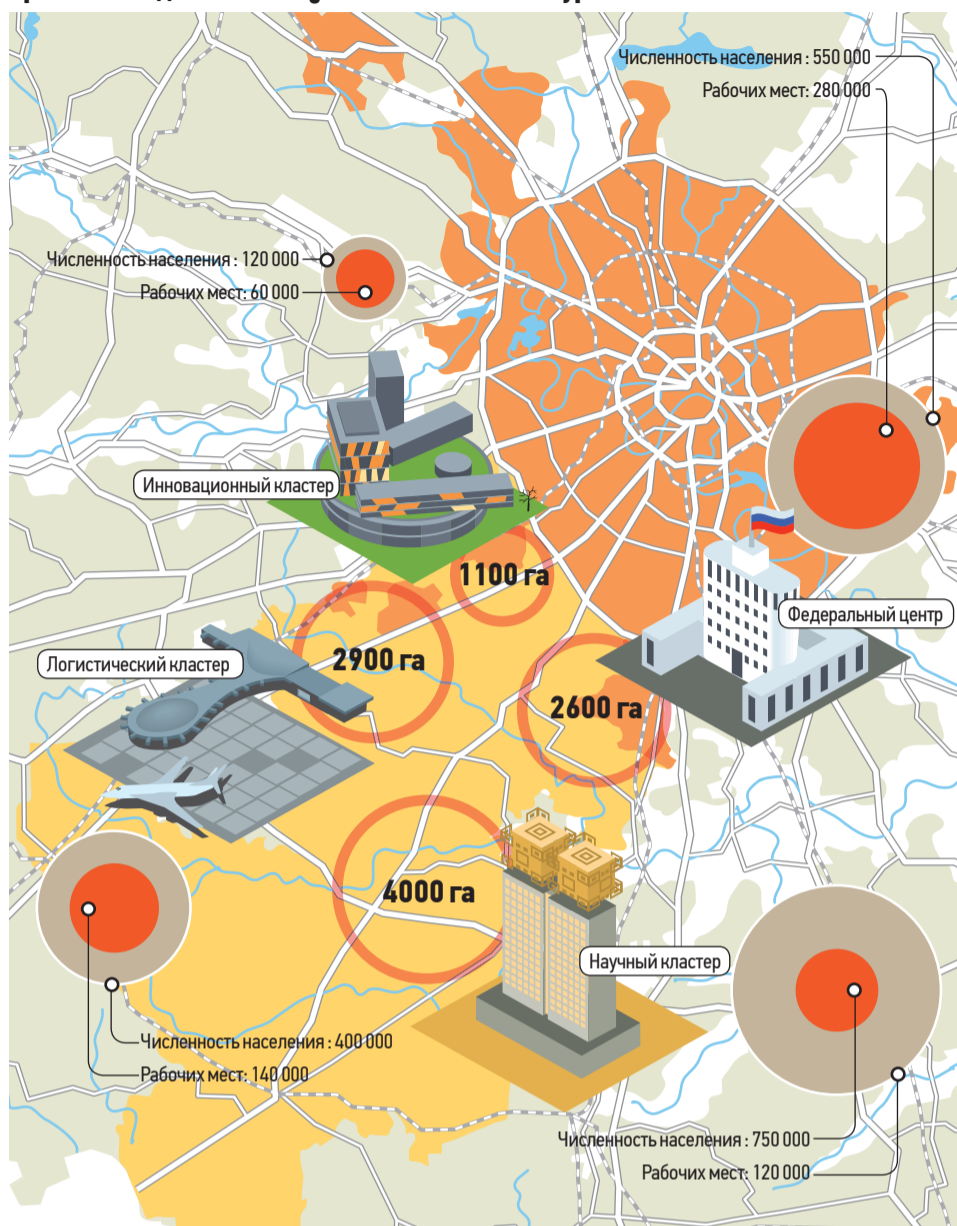 Численность населения : 550 000
Рабочих мест: 280 000
Численность населения : 120 000
Рабочих мест: 60 000
Инновационный кластер
1100 га
Федеральный центр
2900 га
Логистический кластер
2600 га
4000 га
Научный кластер
Численность населения : 400 000
Рабочих мест: 140 000
Численность населения : 750 000
Рабочих мест: 120 000